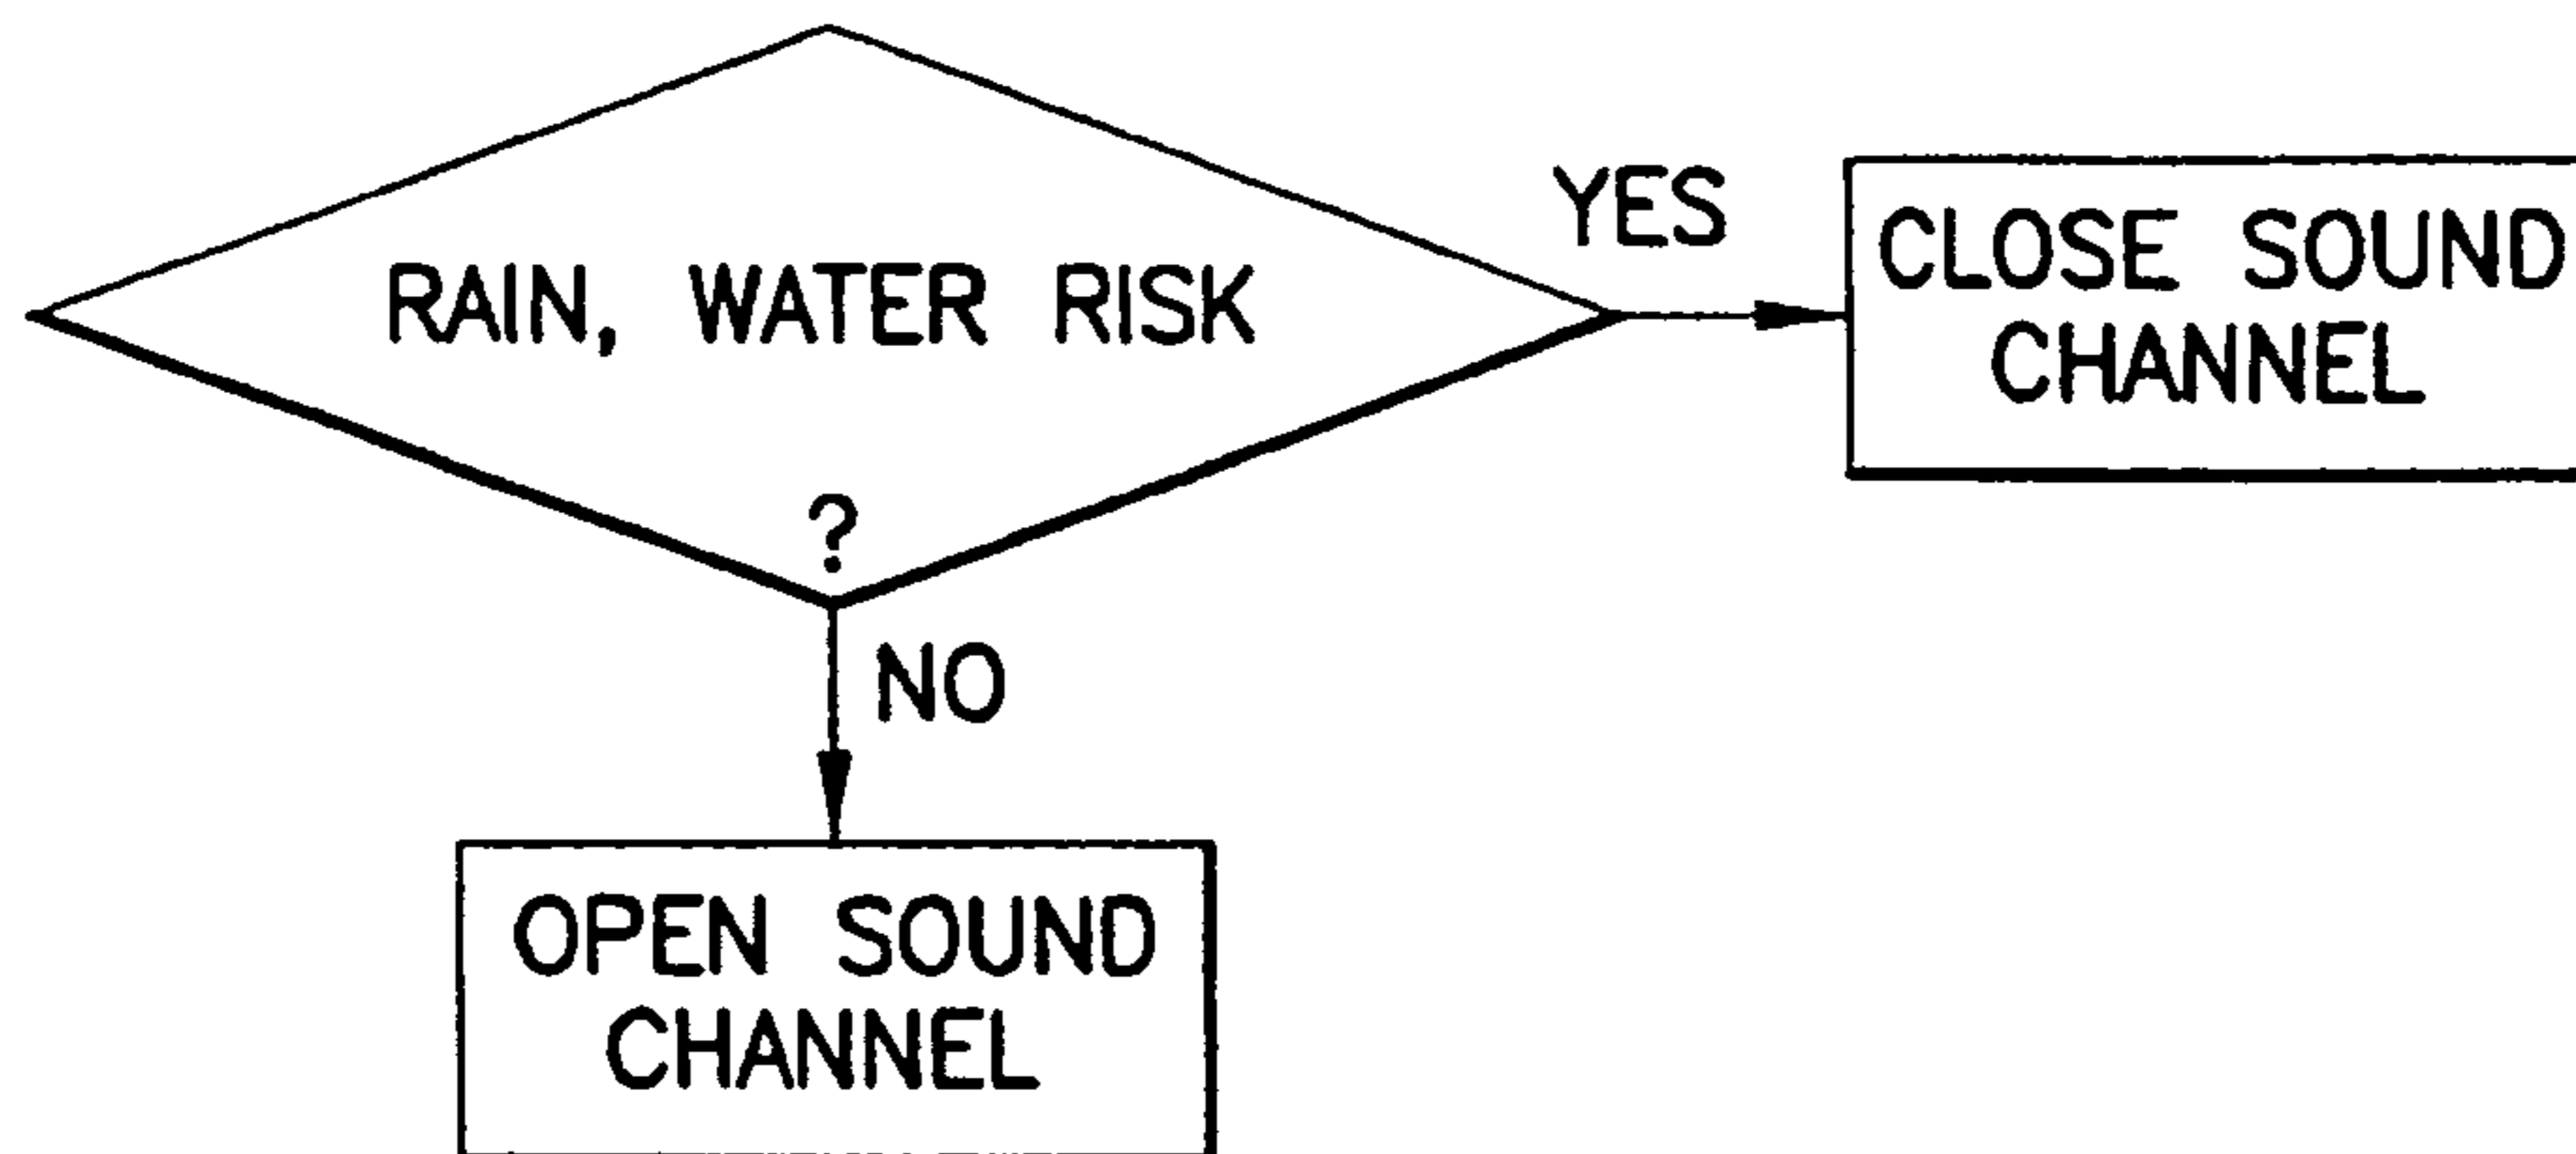 RAIN, WATER RISK
?
YES
CLOSE SOUND
CHANNEL
NO
OPEN SOUND
CHANNEL